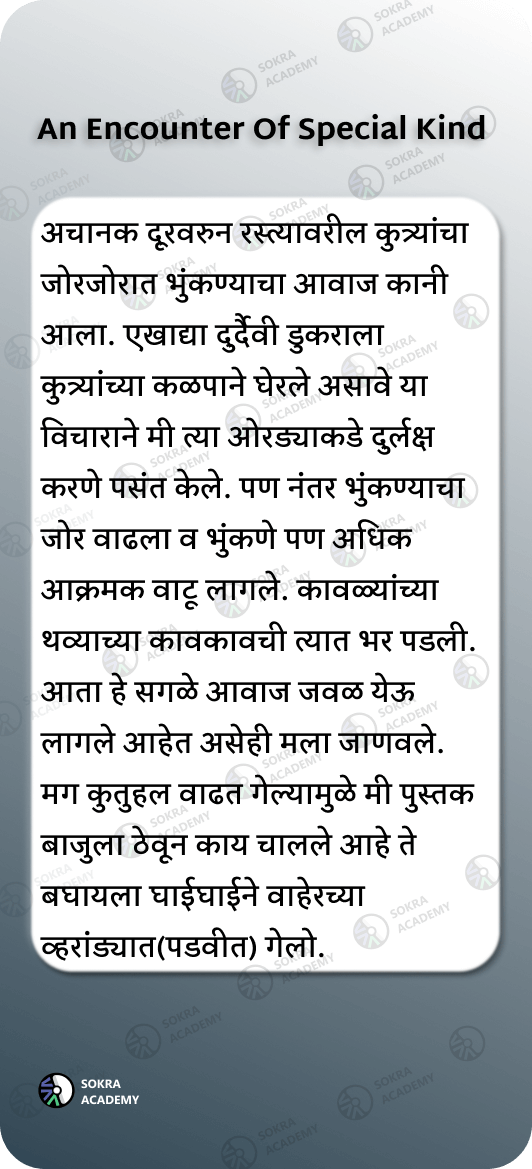 An Encounter Of Special Kind
अचानक दूरवरुन रस्त्यावरील कुत्र्यांचा
जोरजोरात भुंकण्याचा आवाज कानी
आला. एखाद्या दुर्दैवी डुकराला
कुत्र्यांच्या कळपाने घेरले असावे या
विचाराने मी त्या ओरड्याकडे दुर्लक्ष
करणे पसंत केले. पण नंतर भुंकण्याचा
जोर वाढला व भुंकणे पण अधिक
आक्रमक वाटू लागले. कावळ्यांच्या
थव्याच्या कावकावची त्यात भर पडली.
आता हे सगळे आवाज जवळ येऊ
लागले आहेत असेही मला जाणवले.
मग कुतुहल वाढत गेल्यामुळे मी पुस्तक
बाजुला ठेवून काय चालले आहे ते
बघायला घाईघाईने वाहेरच्या
व्हरांड्यात(पडवीत) गेलो.
SOKRA
ACADEMY